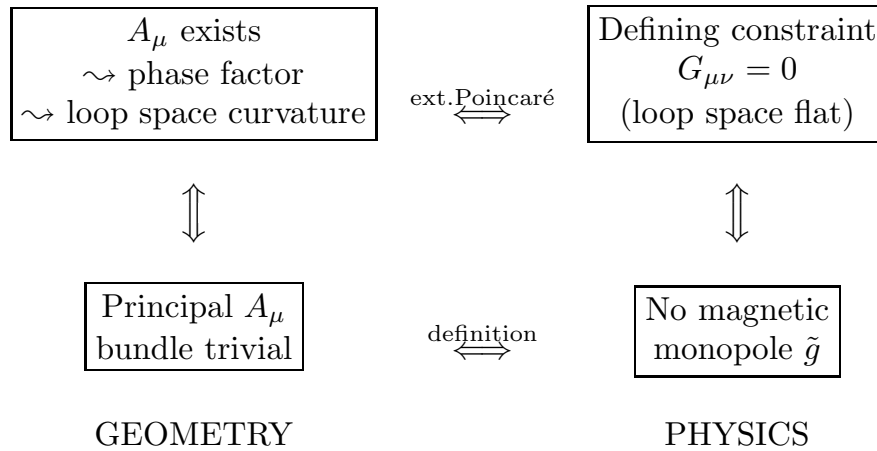 A_μ exists
⇝ phase factor
⇝ loop space curvature
ext.Poincaré
⟺
Defining constraint
G_μν = 0
(loop space flat)
⇕ ⇕
Principal A_μ
bundle trivial
definition
⟺
No magnetic
monopole g̃
GEOMETRY PHYSICS